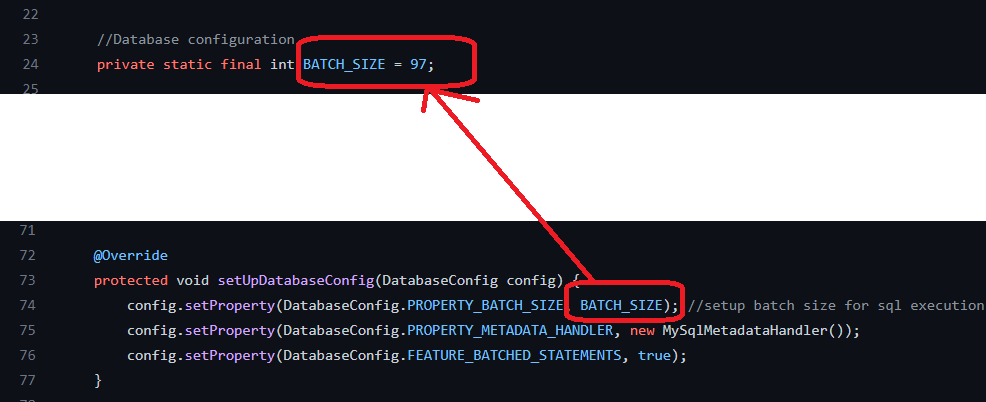 22
23 //Database configuration
24 private static final int BATCH_SIZE = 97;
25
71
72 @Override
73 protected void setUpDatabaseConfig(DatabaseConfig config) {
74 config.setProperty(DatabaseConfig.PROPERTY_BATCH_SIZE, BATCH_SIZE); //setup batch size for sql execution
75 config.setProperty(DatabaseConfig.PROPERTY_METADATA_HANDLER, new MySqlMetadataHandler());
76 config.setProperty(DatabaseConfig.FEATURE_BATCHED_STATEMENTS, true);
77 }